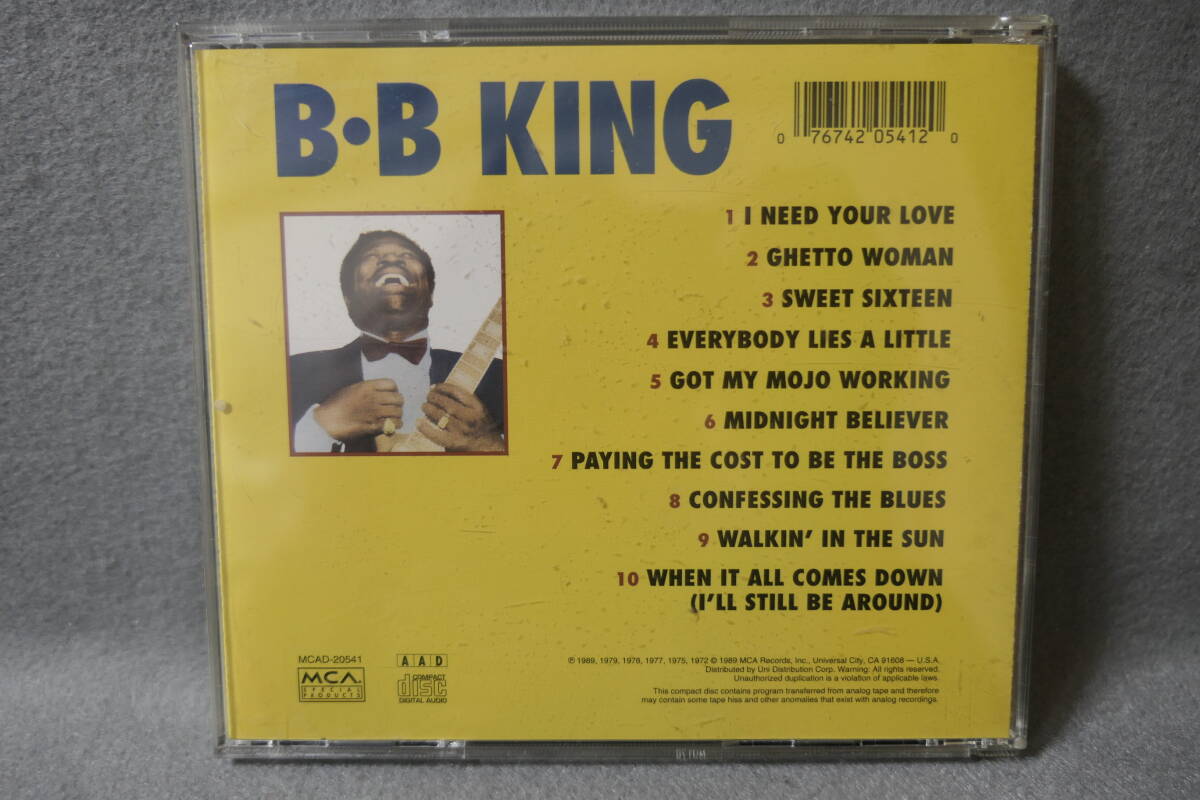 B•B KING
0 76742 05412 0
1 I NEED YOUR LOVE
2 GHETTO WOMAN
3 SWEET SIXTEEN
4 EVERYBODY LIES A LITTLE
5 GOT MY MOJO WORKING
6 MIDNIGHT BELIEVER
7 PAYING THE COST TO BE THE BOSS
8 CONFESSING THE BLUES
9 WALKIN' IN THE SUN
10 WHEN IT ALL COMES DOWN
(I'LL STILL BE AROUND)
MCAD-20541
MCA
SPECIAL
PRODUCTS
AAD
COMPACT
disc
DIGITAL AUDIO
℗ 1989, 1979, 1978, 1977, 1975, 1972 © 1989 MCA Records, Inc., Universal City, CA 91608 — U.S.A.
Distributed by Uni Distribution Corp. Warning: All rights reserved.
Unauthorized duplication is a violation of applicable laws.
This compact disc contains program transferred from analog tape and therefore
may contain some tape hiss and other anomalies that exist with analog recordings.